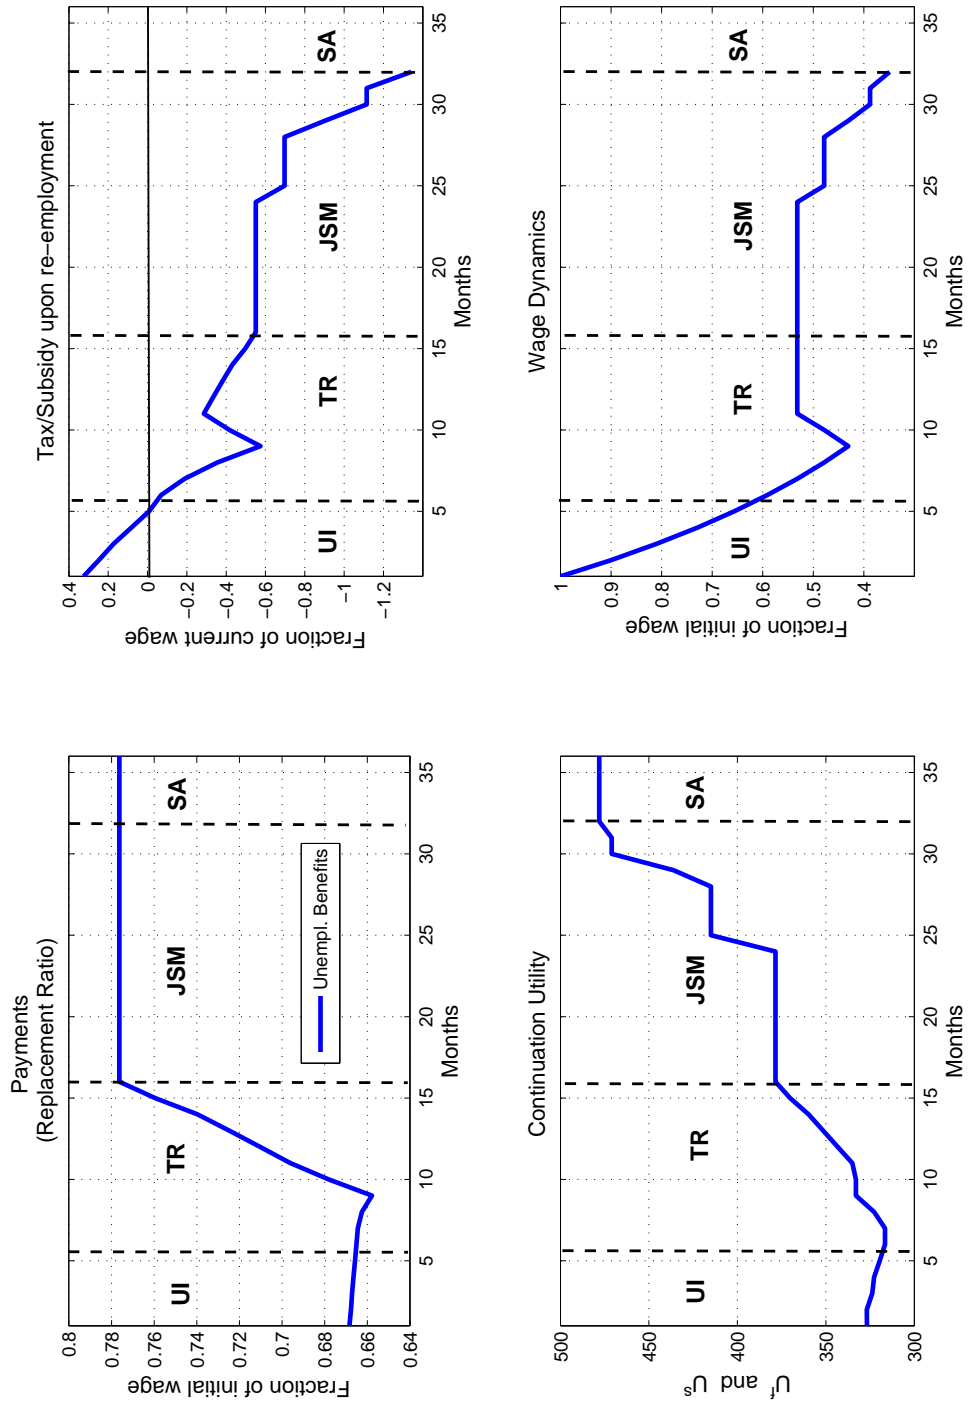 Payments
(Replacement Ratio)
0.8
0.78
0.76
0.74
0.72
0.7
0.68
0.66
0.64
Fraction of initial wage
UI
TR
JSM
SA
Unempl. Benefits
5
10
15
20
25
30
35
Months
Tax/Subsidy upon re−employment
0.4
0.2
0
−0.2
−0.4
−0.6
−0.8
−1
−1.2
Fraction of current wage
UI
TR
JSM
SA
5
10
15
20
25
30
35
Months
Continuation Utility
500
450
400
350
300
U^f and U^s
UI
TR
JSM
SA
5
10
15
20
25
30
35
Months
Wage Dynamics
1
0.9
0.8
0.7
0.6
0.5
0.4
Fraction of initial wage
UI
TR
JSM
SA
5
10
15
20
25
30
35
Months